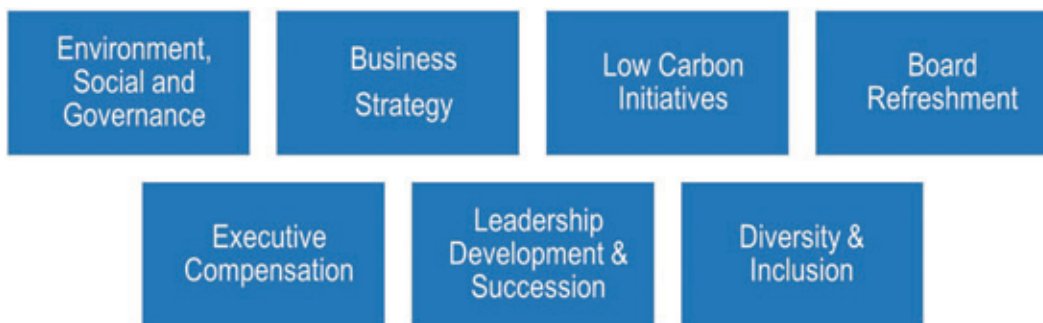 Environment,
Social and
Governance
Business
Strategy
Low Carbon
Initiatives
Board
Refreshment
Executive
Compensation
Leadership
Development &
Succession
Diversity &
Inclusion